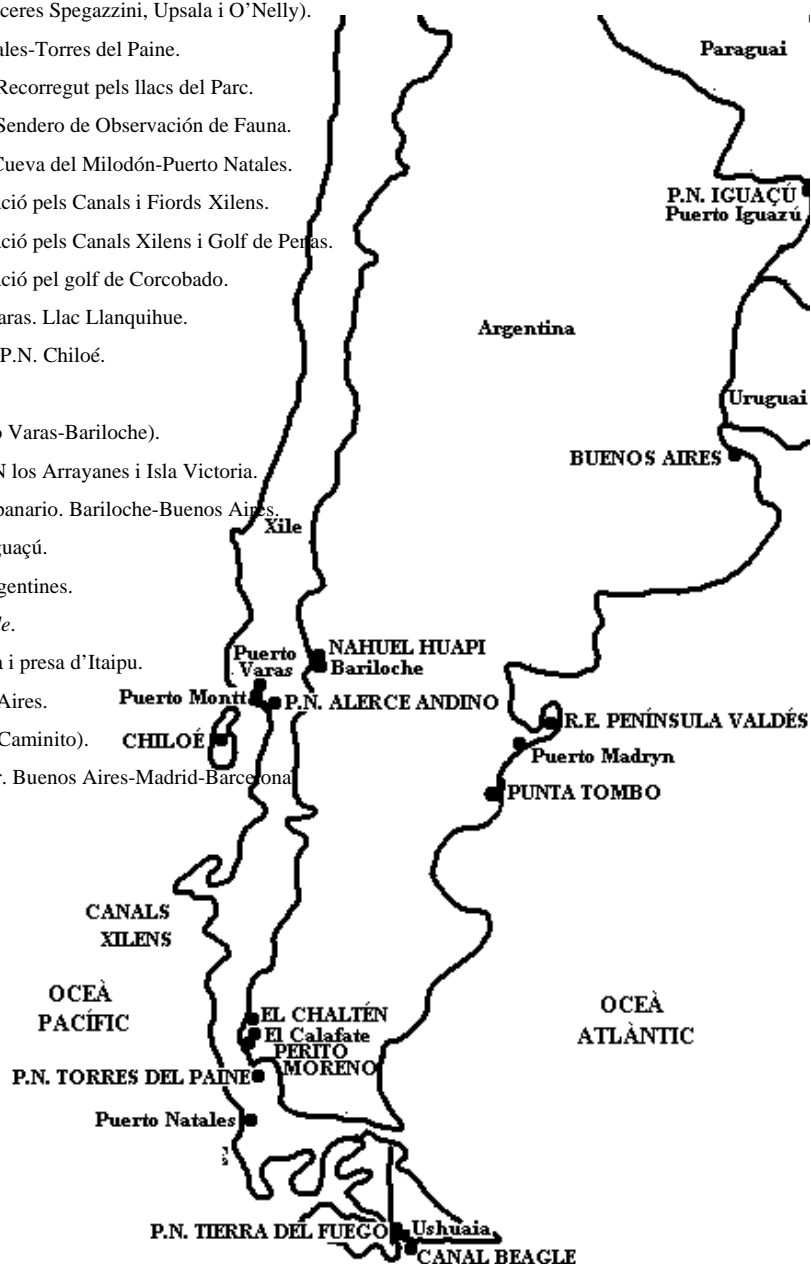 ceres Spegazzini, Upsala i O’Nelly).
ales-Torres del Paine.
Recorregut pels llacs del Parc.
Sendero de Observación de Fauna.
Cueva del Milodón-Puerto Natales.
ció pels Canals i Fiords Xilens.
ció pels Canals Xilens i Golf de Penas.
ció pel golf de Corcobado.
aras. Llac Llanquihue.
P.N. Chiloé.
o Varas-Bariloche).
N los Arrayanes i Isla Victoria.
panario. Bariloche-Buenos Aires.
guaçú.
gentines.
le.
a i presa d’Itaipu.
Aires.
Caminito).
r. Buenos Aires-Madrid-Barcelona
Paraguai
P.N. IGUAÇÚ
Puerto Iguazú
Argentina
Uruguai
BUENOS AIRES
Xile
NAHUEL HUAPI
Bariloche
Puerto
Varas
Puerto Montt
P.N. ALERCE ANDINO
CHILOÉ
R.E. PENÍNSULA VALDÉS
Puerto Madryn
PUNTA TOMBO
CANALS
XILENS
OCEÀ
PACÍFIC
OCEÀ
ATLÀNTIC
EL CHALTÉN
El Calafate
PERITO
MORENO
P.N. TORRES DEL PAINE
Puerto Natales
P.N. TIERRA DEL FUEGO
Ushuaia
CANAL BEAGLE